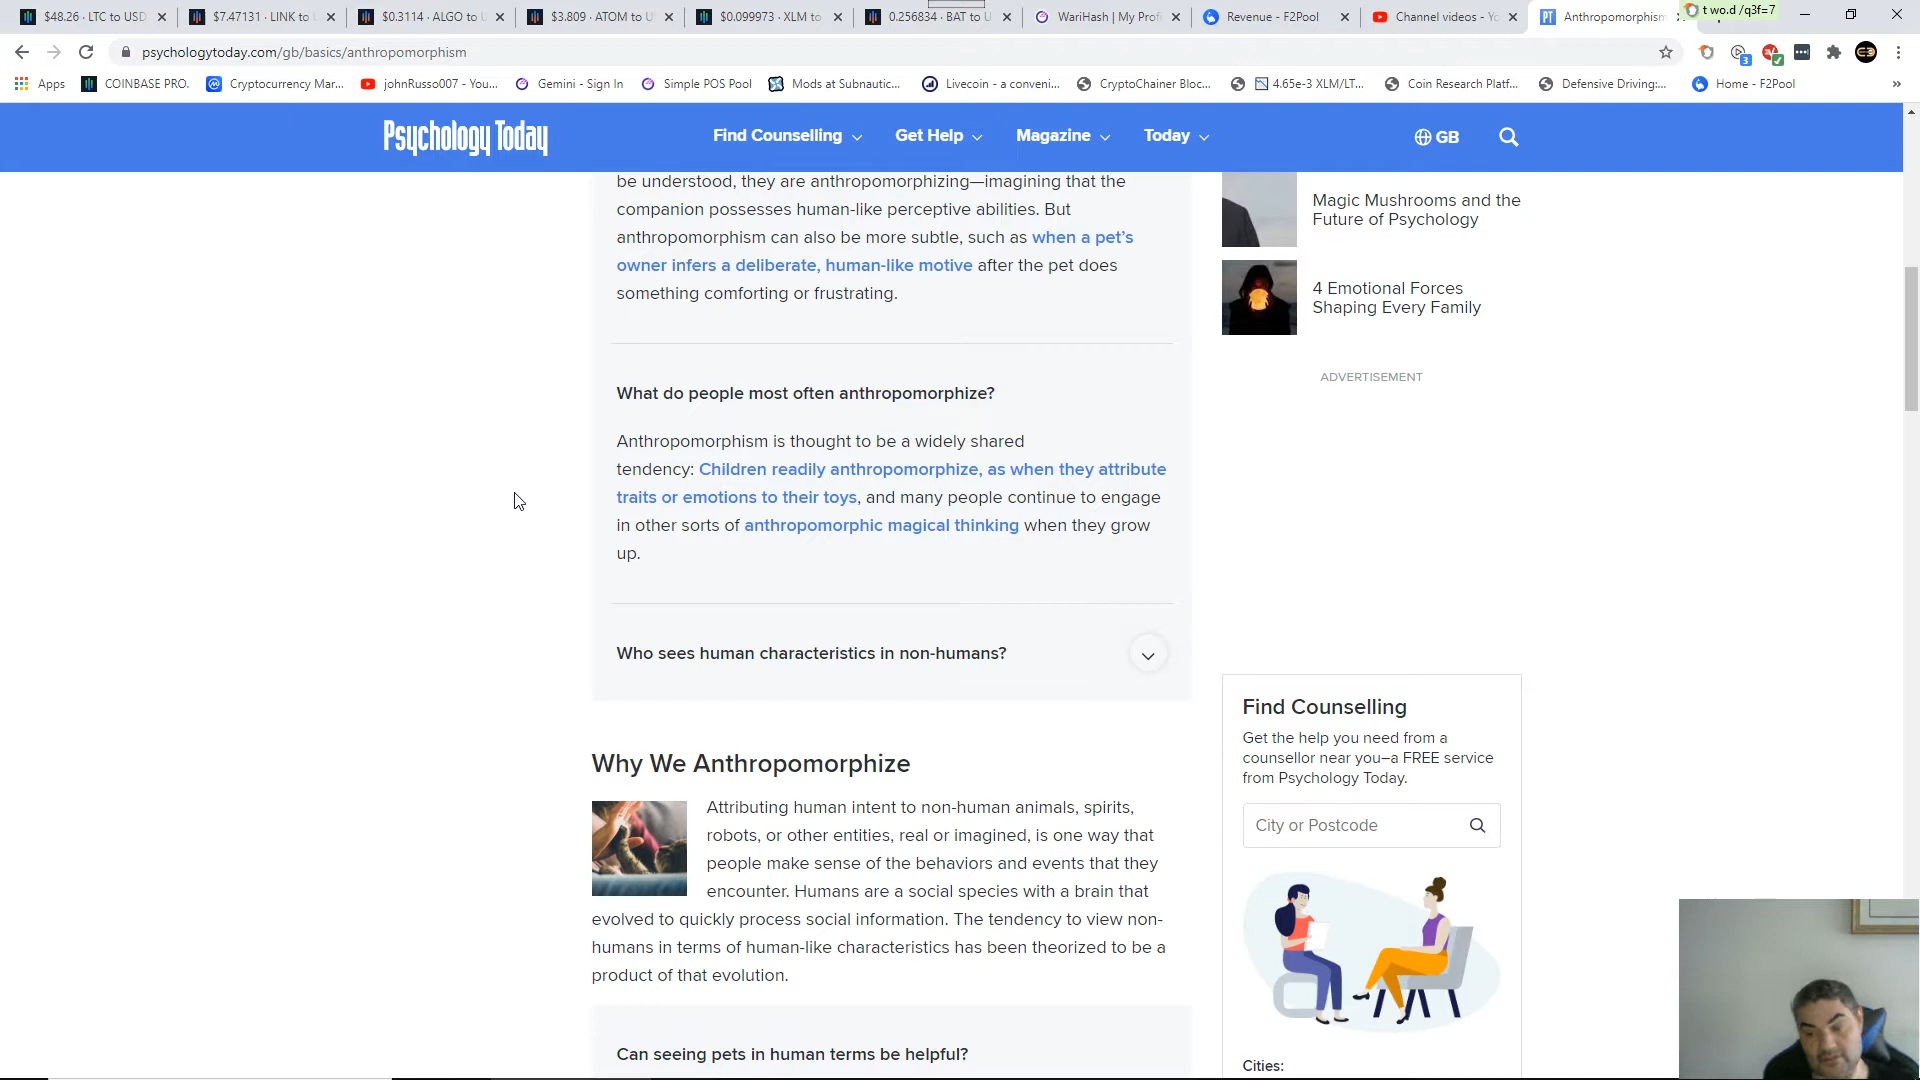 $48.26 · LTC to USD
$7.47131 · LINK to
$0.3114 · ALGO to
$3.809 · ATOM to U
$0.099973 · XLM to
0.256834 · BAT to U
WariHash | My Prof
Revenue - F2Pool
Channel videos - Yo
Anthropomorphism
psychologytoday.com/gb/basics/anthropomorphism
Apps
COINBASE PRO.
Cryptocurrency Mar...
johnRusso007 - You...
Gemini - Sign In
Simple POS Pool
Mods at Subnautic...
Livecoin - a conveni...
CryptoChainer Bloc...
4.65e-3 XLM/LT...
Coin Research Platf...
Defensive Driving:...
Home - F2Pool
»
Psychology Today
Find Counselling
Get Help
Magazine
Today
GB
be understood, they are anthropomorphizing—imagining that the
companion possesses human-like perceptive abilities. But
anthropomorphism can also be more subtle, such as when a pet’s
owner infers a deliberate, human-like motive after the pet does
something comforting or frustrating.
What do people most often anthropomorphize?
Anthropomorphism is thought to be a widely shared
tendency: Children readily anthropomorphize, as when they attribute
traits or emotions to their toys, and many people continue to engage
in other sorts of anthropomorphic magical thinking when they grow
up.
Who sees human characteristics in non-humans?
Why We Anthropomorphize
Attributing human intent to non-human animals, spirits,
robots, or other entities, real or imagined, is one way that
people make sense of the behaviors and events that they
encounter. Humans are a social species with a brain that
evolved to quickly process social information. The tendency to view non-
humans in terms of human-like characteristics has been theorized to be a
product of that evolution.
Can seeing pets in human terms be helpful?
Magic Mushrooms and the
Future of Psychology
4 Emotional Forces
Shaping Every Family
ADVERTISEMENT
Find Counselling
Get the help you need from a
counsellor near you–a FREE service
from Psychology Today.
City or Postcode
Cities: